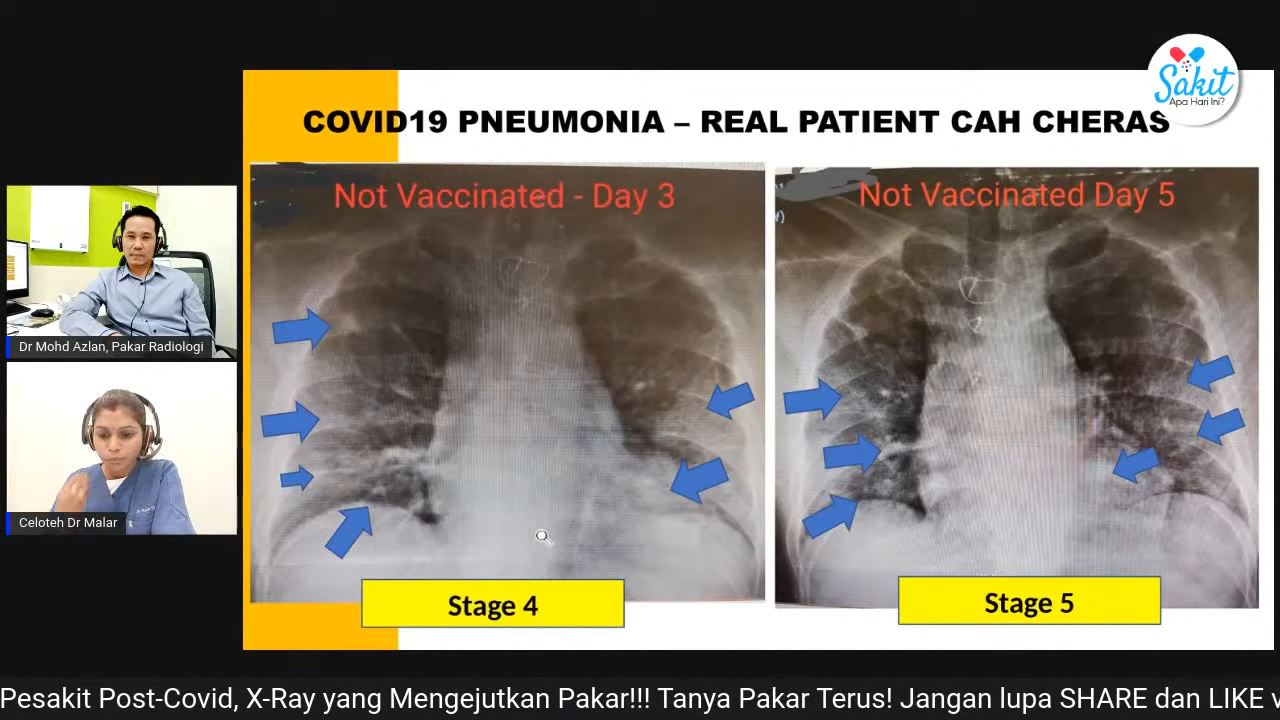 Sakit
Apa Hari Ini?
COVID19 PNEUMONIA – REAL PATIENT CAH CHERAS
Not Vaccinated - Day 3
Not Vaccinated Day 5
Dr Mohd Azlan, Pakar Radiologi
Celoteh Dr Malar
Stage 4
Stage 5
Pesakit Post-Covid, X-Ray yang Mengejutkan Pakar!!! Tanya Pakar Terus! Jangan lupa SHARE dan LIKE v